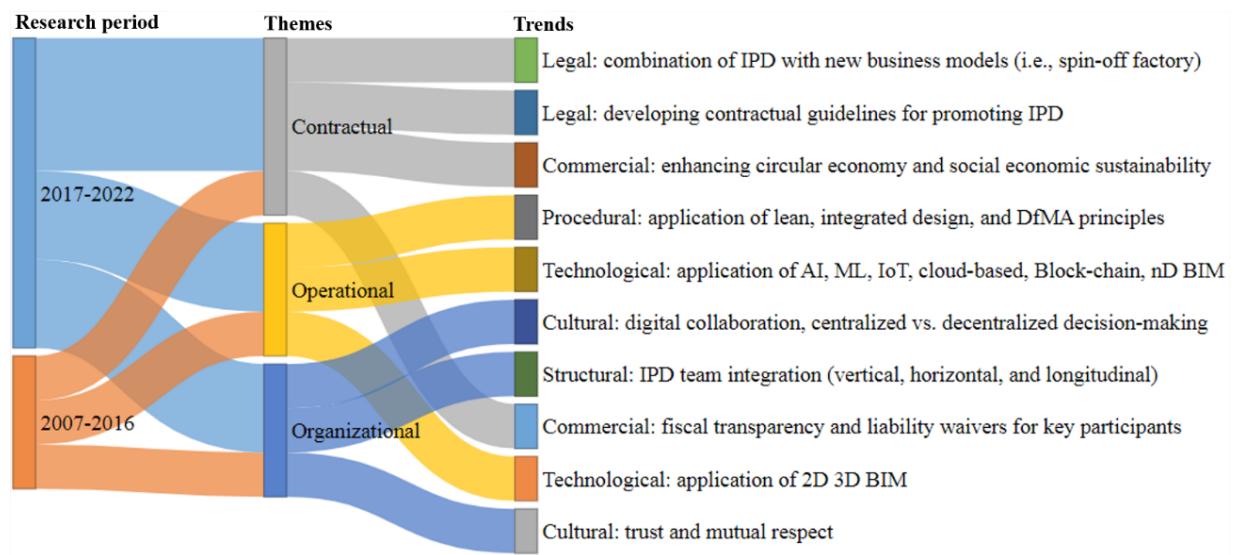 Research period
Themes
Trends
2017-2022
2007-2016
Contractual
Operational
Organizational
Legal: combination of IPD with new business models (i.e., spin-off factory)
Legal: developing contractual guidelines for promoting IPD
Commercial: enhancing circular economy and social economic sustainability
Procedural: application of lean, integrated design, and DfMA principles
Technological: application of AI, ML, IoT, cloud-based, Block-chain, nD BIM
Cultural: digital collaboration, centralized vs. decentralized decision-making
Structural: IPD team integration (vertical, horizontal, and longitudinal)
Commercial: fiscal transparency and liability waivers for key participants
Technological: application of 2D 3D BIM
Cultural: trust and mutual respect